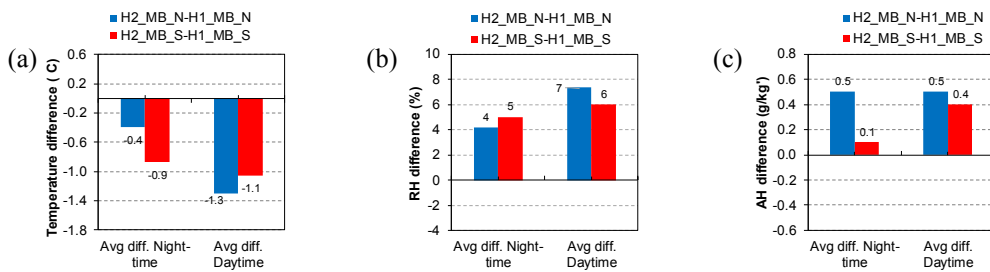 H2_MB_N-H1_MB_N
H2_MB_S-H1_MB_S
(a)
Temperature difference ( C)
0.6
0.2
-0.2
-0.6
-1.0
-1.4
-1.8
-0.4
-0.9
-1.3
-1.1
Avg diff. Night-
time
Avg diff.
Daytime
H2_MB_N-H1_MB_N
H2_MB_S-H1_MB_S
(b)
RH difference (%)
10
8
6
4
2
0
-2
-4
4
5
7
6
Avg diff. Night-
time
Avg diff.
Daytime
H2_MB_N-H1_MB_N
H2_MB_S-H1_MB_S
(c)
AH difference (g/kg')
0.8
0.6
0.4
0.2
0.0
-0.2
-0.4
-0.6
0.5
0.1
0.5
0.4
Avg diff. Night-
time
Avg diff.
Daytime